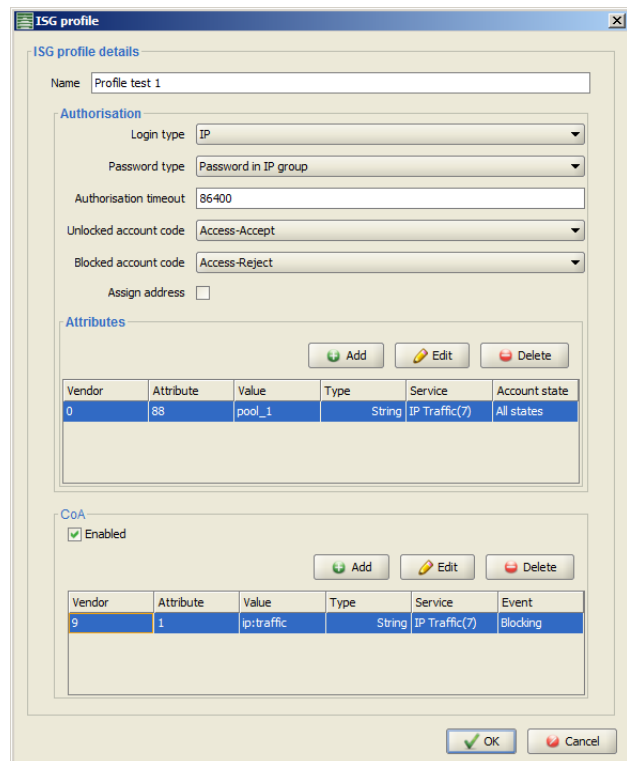 ISG profile
ISG profile details
Name Profile test 1
Authorisation
Login type IP
Password type Password in IP group
Authorisation timeout 86400
Unlocked account code Access-Accept
Blocked account code Access-Reject
Assign address
Attributes
Add Edit Delete
Vendor Attribute Value Type Service Account state
0 88 pool_1 String IP Traffic(7) All states
CoA
Enabled
Add Edit Delete
Vendor Attribute Value Type Service Event
9 1 ip:traffic String IP Traffic(7) Blocking
OK Cancel